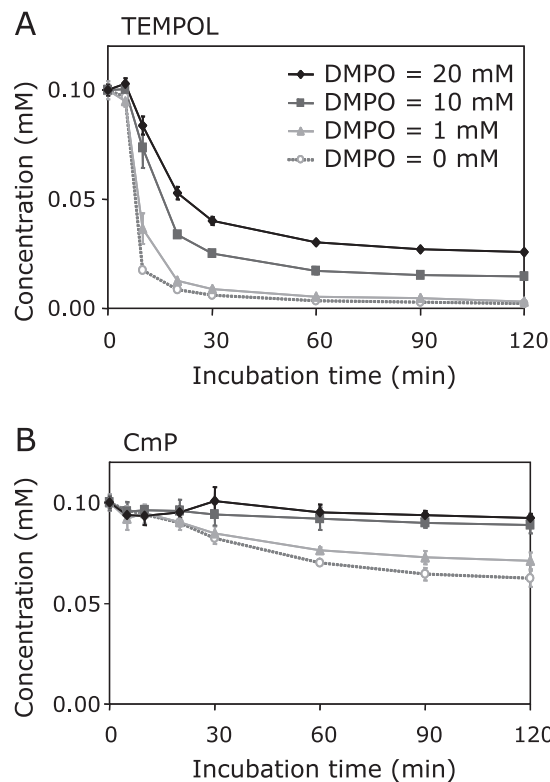 A
TEMPOL
DMPO = 20 mM
DMPO = 10 mM
DMPO = 1 mM
DMPO = 0 mM
0.10
0.05
0.00
Concentration (mM)
0 30 60 90 120
Incubation time (min)
B
CmP
0.10
0.05
0.00
Concentration (mM)
0 30 60 90 120
Incubation time (min)